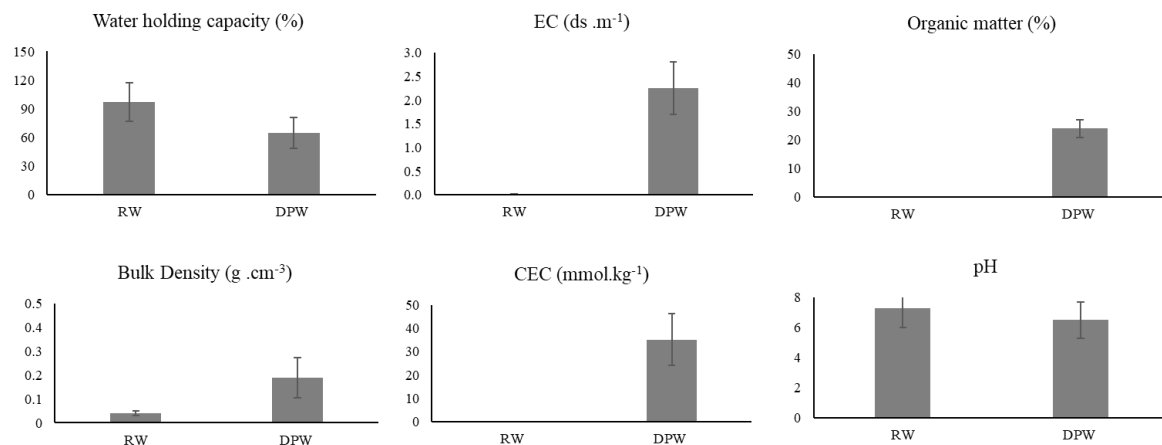 Water holding capacity (%)
150
120
90
60
30
0
RW
DPW
EC (ds .m⁻¹)
3.0
2.5
2.0
1.5
1.0
0.5
0.0
RW
DPW
Organic matter (%)
50
40
30
20
10
0
RW
DPW
Bulk Density (g .cm⁻³)
0.5
0.4
0.3
0.2
0.1
0
RW
DPW
CEC (mmol.kg⁻¹)
50
40
30
20
10
0
RW
DPW
pH
8
6
4
2
0
RW
DPW